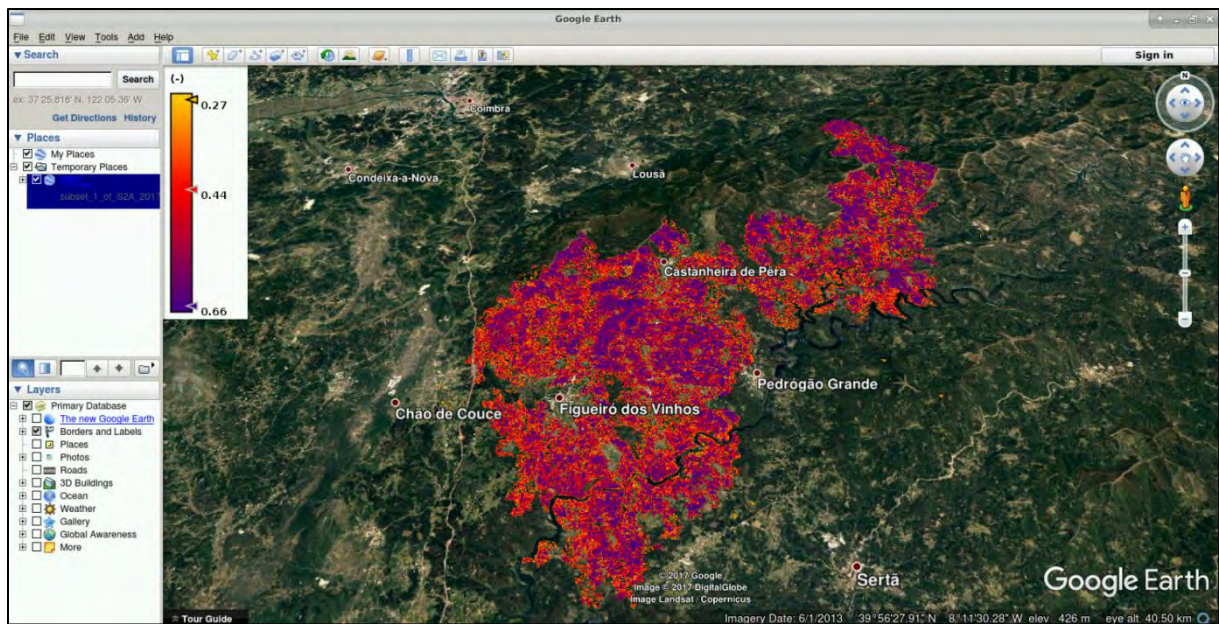 Google Earth
File Edit View Tools Add Help
Search
Search
ex: 37 25.818' N, 122 05.36' W
Get Directions History
Places
My Places
Temporary Places
subset_1_of_S2A_2017
Layers
Primary Database
The new Google Earth
Borders and Labels
Places
Photos
Roads
3D Buildings
Ocean
Weather
Gallery
Global Awareness
More
Sign in
(-)
0.27
0.44
0.66
N
Coimbra
Condeixa-a-Nova
Lousã
Castanheira de Pêra
Pedrógão Grande
Chão de Couce
Figueiró dos Vinhos
Sertã
© 2017 Google
Image © 2017 DigitalGlobe
Image Landsat / Copernicus
Google Earth
Tour Guide
Imagery Date: 6/1/2013 39°56'27.91" N 8°11'30.28" W elev 426 m eye alt 40.50 km